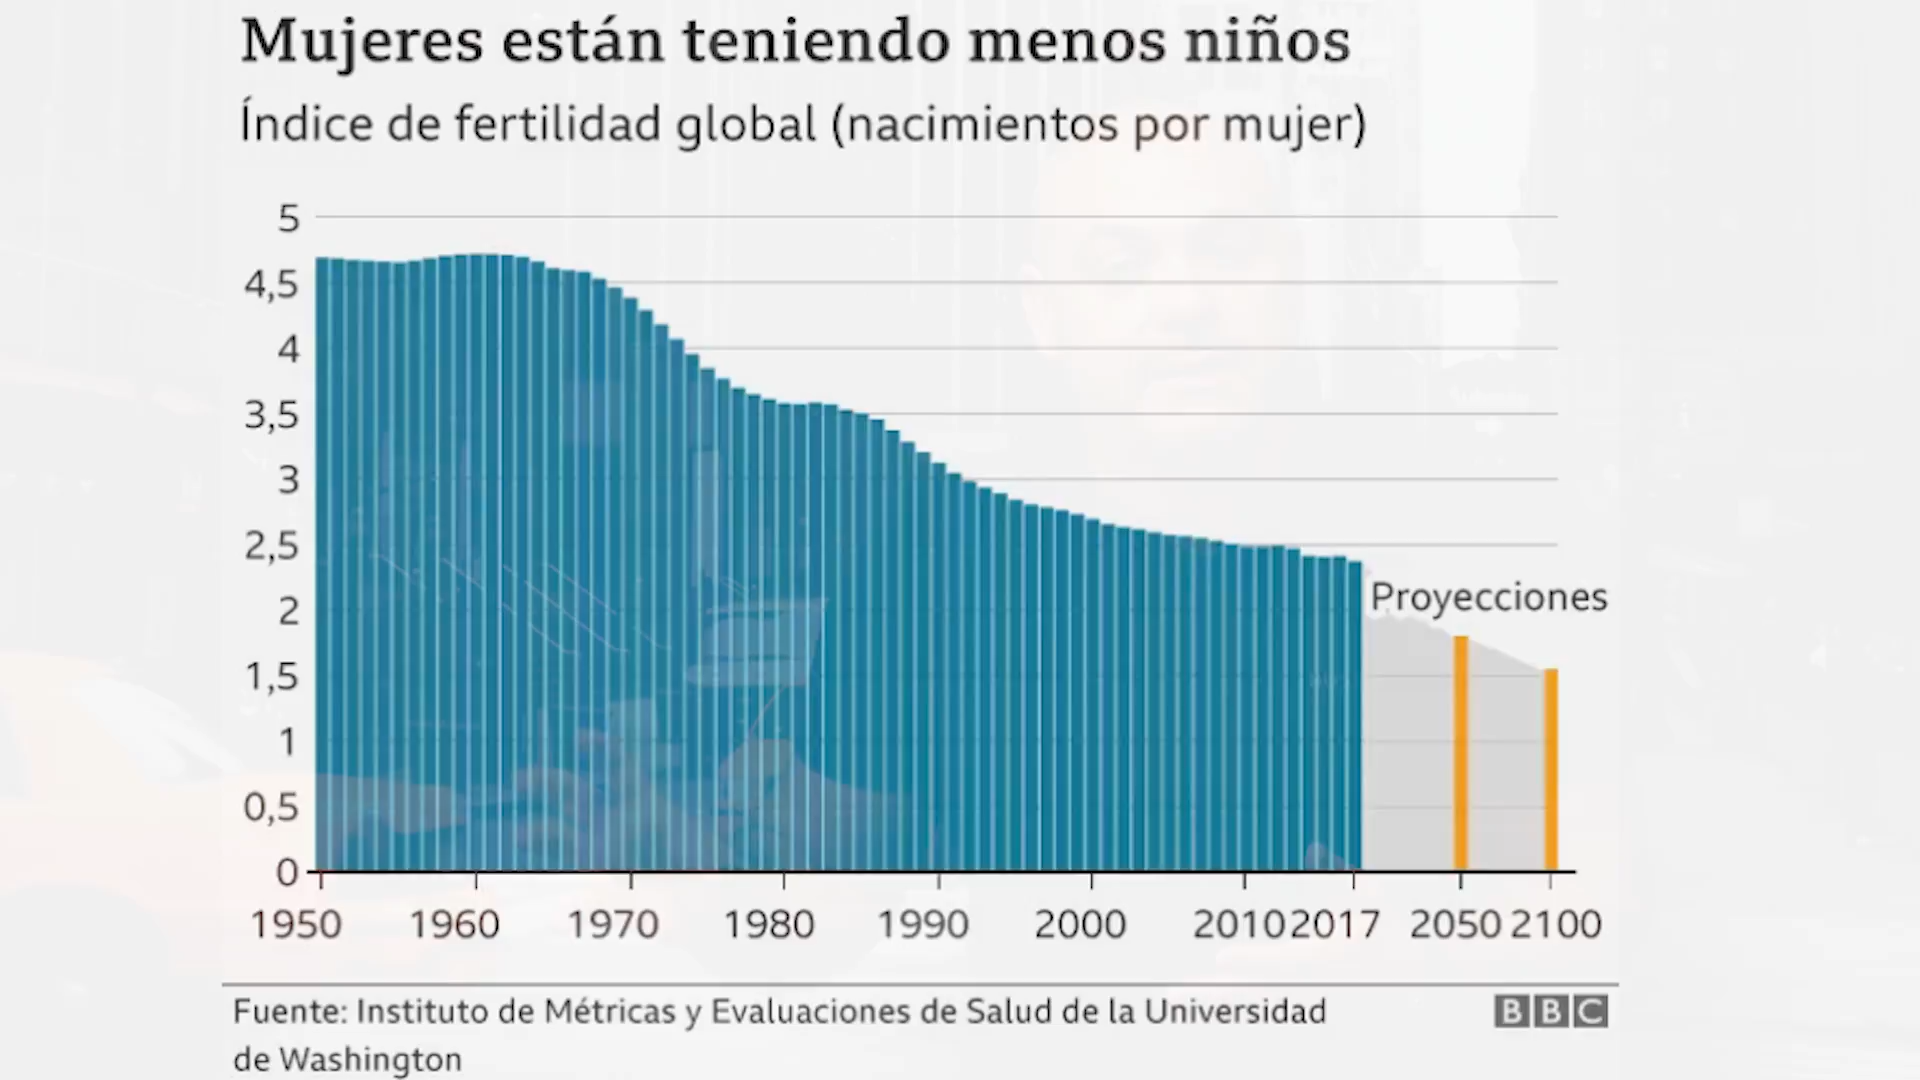 Mujeres están teniendo menos niños
Índice de fertilidad global (nacimientos por mujer)
5
4,5
4
3,5
3
2,5
2
1,5
1
0,5
0
Proyecciones
1950 1960 1970 1980 1990 2000 2010 2017 2050 2100
Fuente: Instituto de Métricas y Evaluaciones de Salud de la Universidad
de Washington
BBC